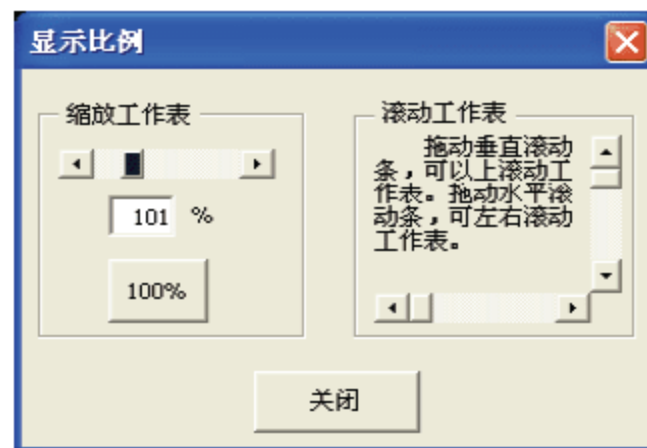 显示比例
缩放工作表
101 %
100%
滚动工作表
拖动垂直滚动
条，可以上滚动工
作表。拖动水平滚
动条，可左右滚动
工作表。
关闭